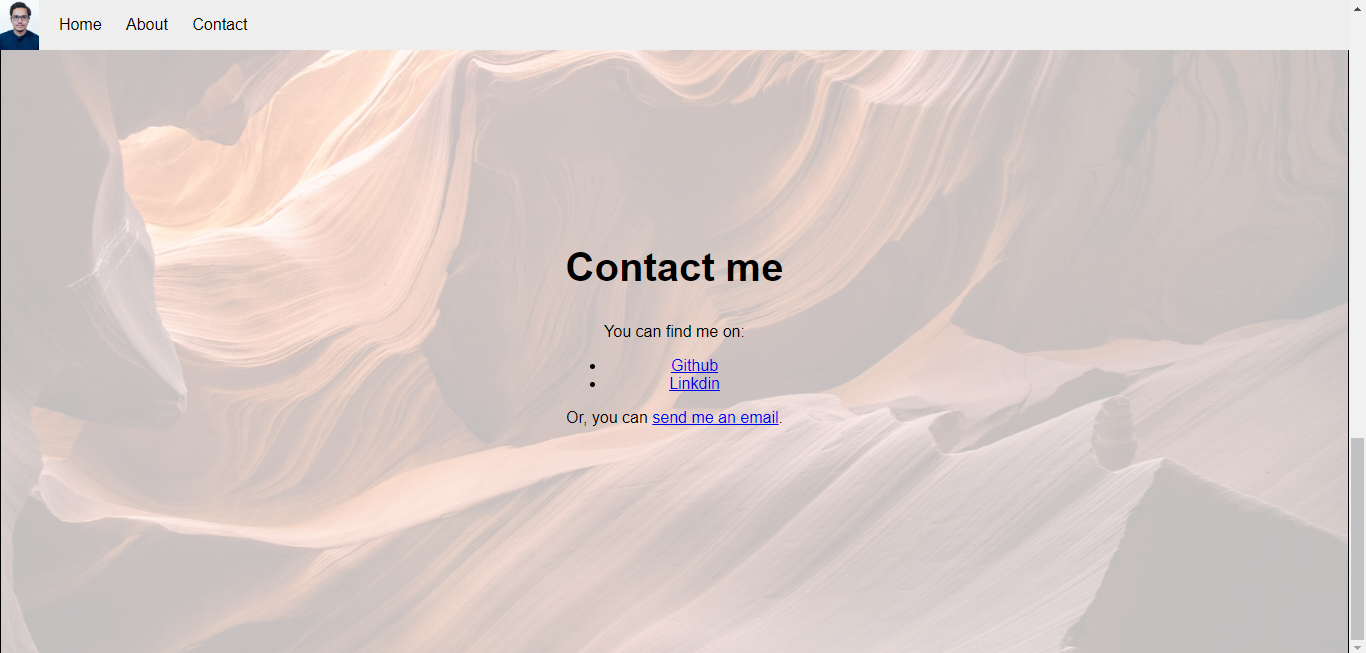 Home About Contact
Contact me
You can find me on:
Github
Linkdin
Or, you can send me an email.